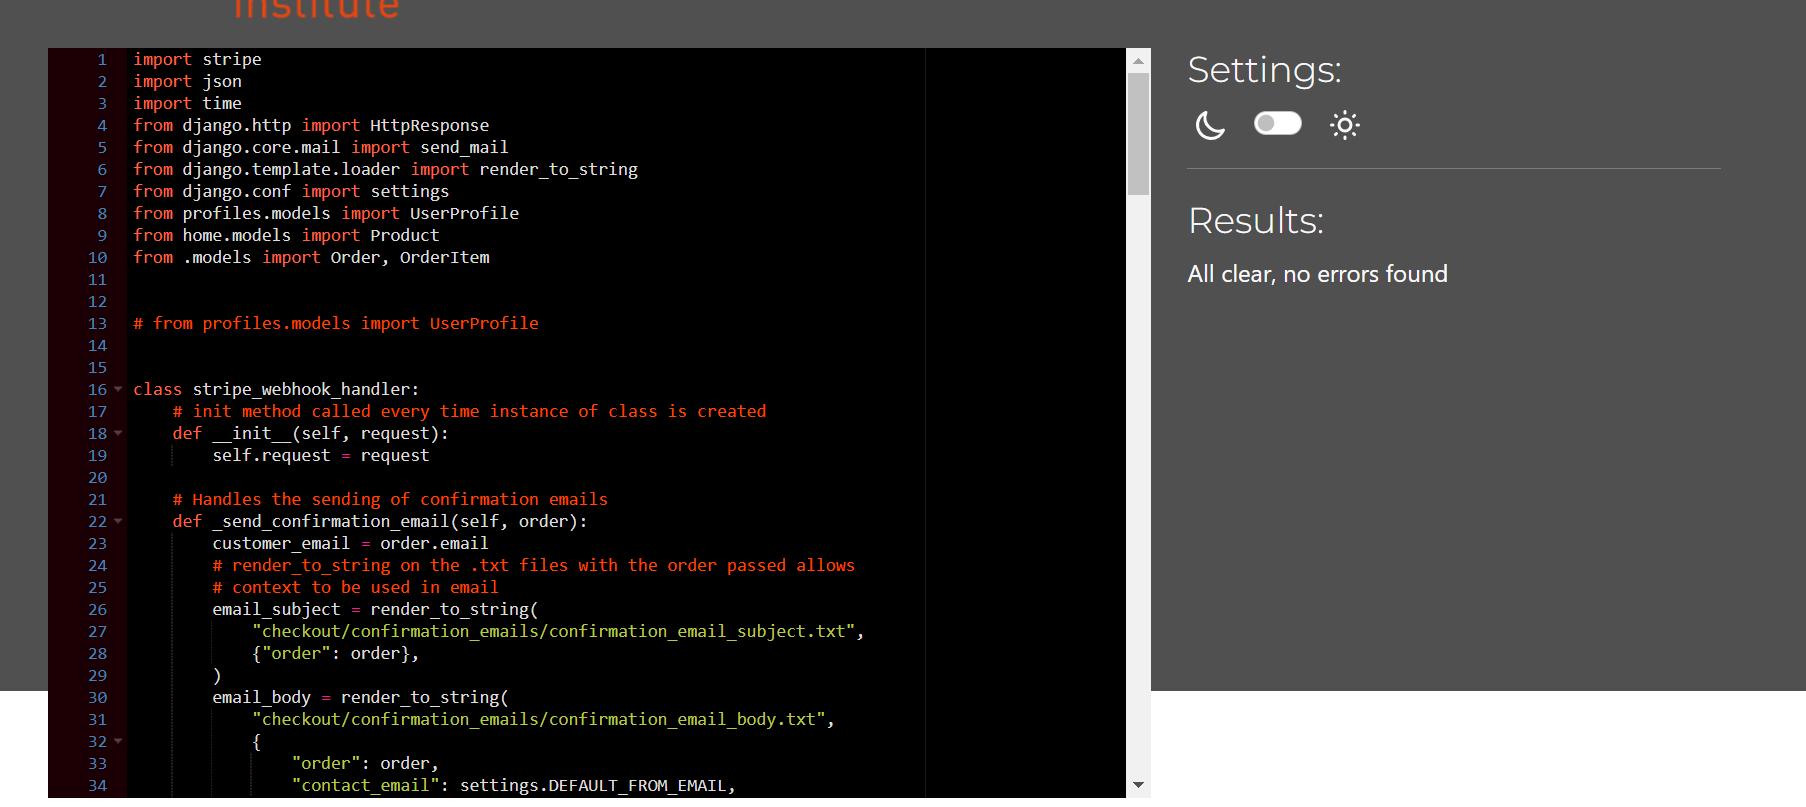 institute
1 import stripe
2 import json
3 import time
4 from django.http import HttpResponse
5 from django.core.mail import send_mail
6 from django.template.loader import render_to_string
7 from django.conf import settings
8 from profiles.models import UserProfile
9 from home.models import Product
10 from .models import Order, OrderItem
11
12
13 # from profiles.models import UserProfile
14
15
16 class stripe_webhook_handler:
17     # init method called every time instance of class is created
18     def __init__(self, request):
19         self.request = request
20
21     # Handles the sending of confirmation emails
22     def _send_confirmation_email(self, order):
23         customer_email = order.email
24         # render_to_string on the .txt files with the order passed allows
25         # context to be used in email
26         email_subject = render_to_string(
27             "checkout/confirmation_emails/confirmation_email_subject.txt",
28             {"order": order},
29         )
30         email_body = render_to_string(
31             "checkout/confirmation_emails/confirmation_email_body.txt",
32             {
33                 "order": order,
34                 "contact_email": settings.DEFAULT_FROM_EMAIL,
Settings:
Results:
All clear, no errors found